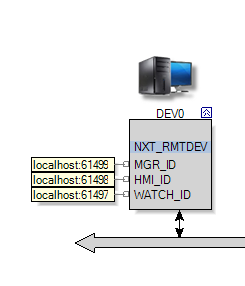 DEV0
NXT_RMTDEV
localhost:61499 MGR_ID
localhost:61498 HMI_ID
localhost:61497 WATCH_ID